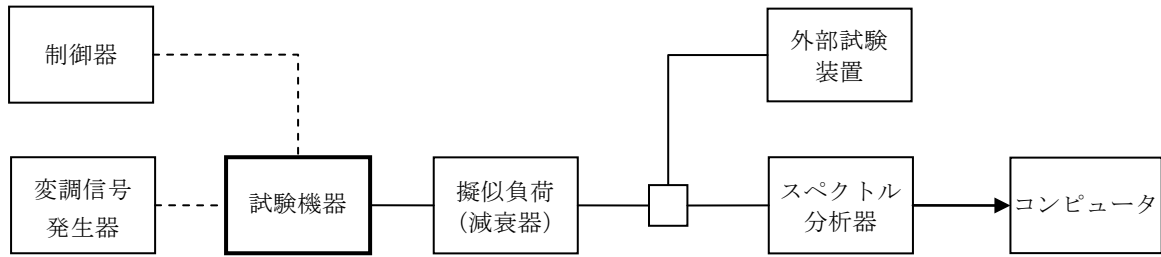 制御器
外部試験
装置
変調信号
発生器
試験機器
擬似負荷
（減衰器）
スペクトル
分析器
コンピュータ